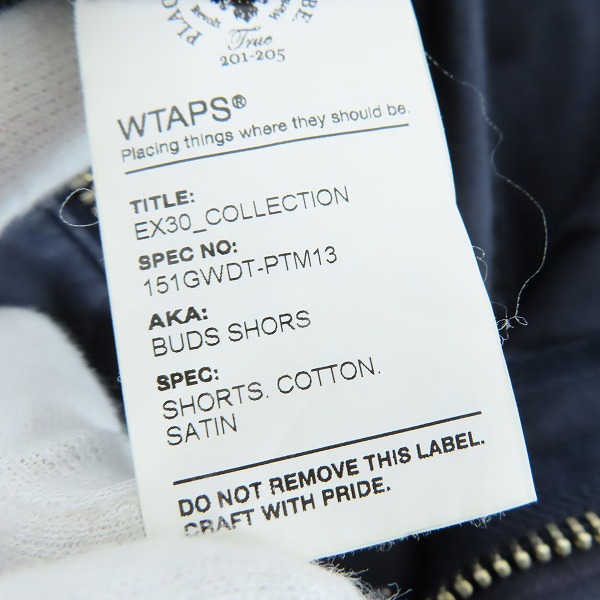 True
201-205
WTAPS®
Placing things where they should be.
TITLE:
EX30_COLLECTION
SPEC NO:
151GWDT-PTM13
AKA:
BUDS SHORS
SPEC:
SHORTS. COTTON.
SATIN
DO NOT REMOVE THIS LABEL.
CRAFT WITH PRIDE.